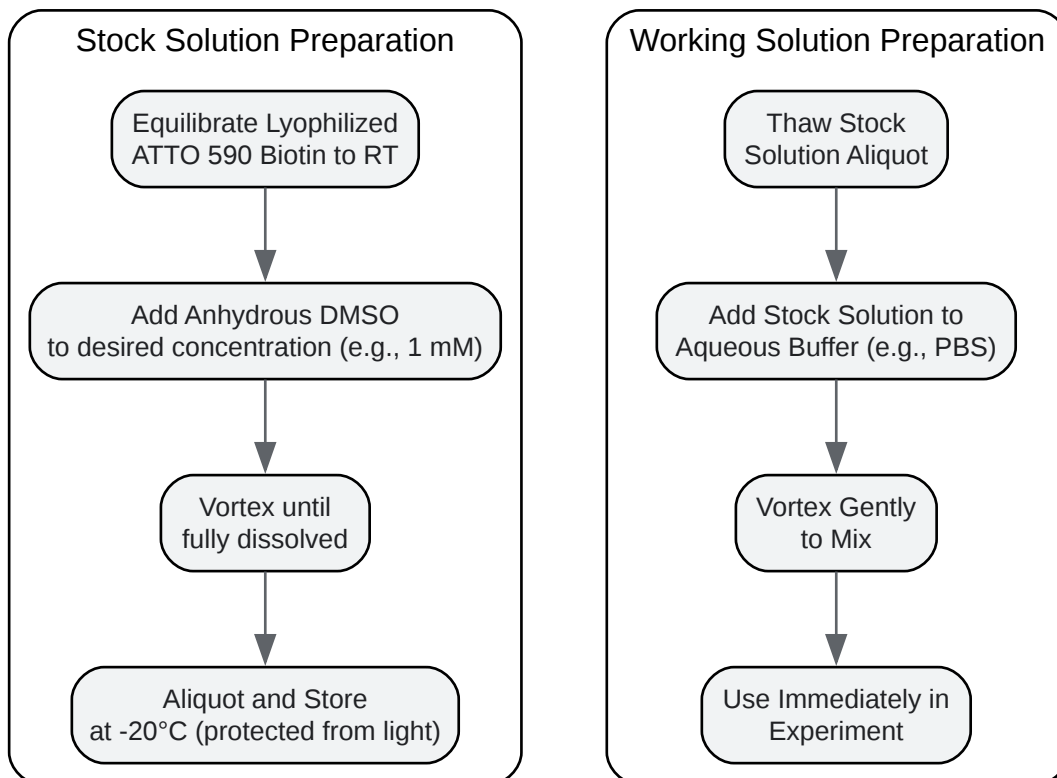 Stock Solution Preparation
Equilibrate Lyophilized
ATTO 590 Biotin to RT
Add Anhydrous DMSO
to desired concentration (e.g., 1 mM)
Vortex until
fully dissolved
Aliquot and Store
at -20°C (protected from light)
Working Solution Preparation
Thaw Stock
Solution Aliquot
Add Stock Solution to
Aqueous Buffer (e.g., PBS)
Vortex Gently
to Mix
Use Immediately in
Experiment